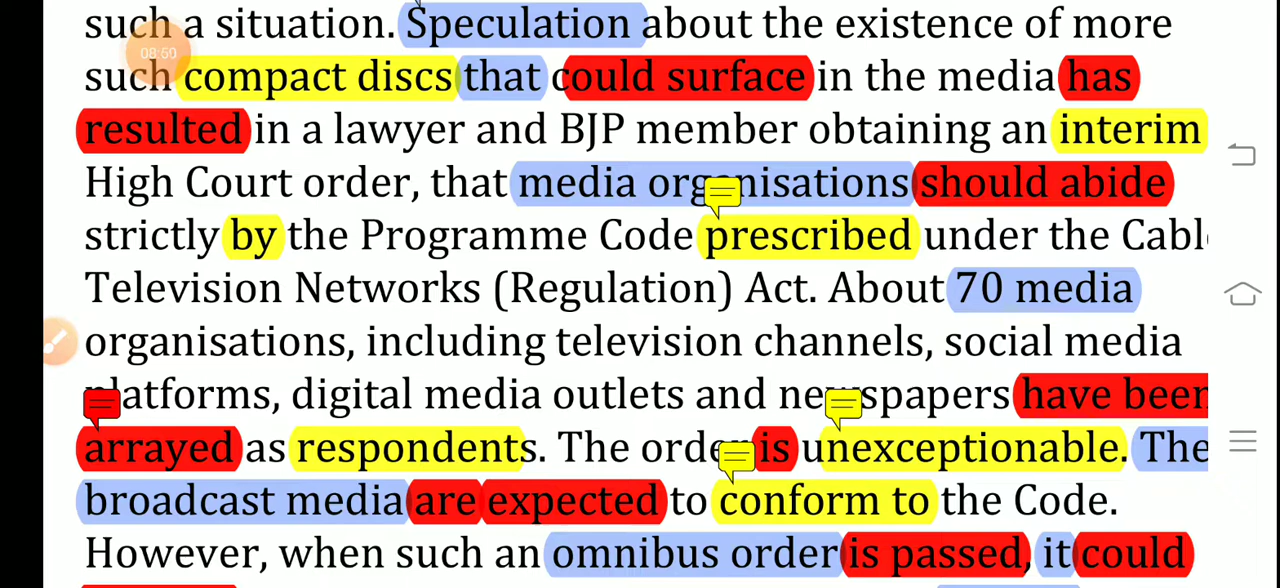 such a situation. Speculation about the existence of more
08:50
such compact discs that could surface in the media has
resulted in a lawyer and BJP member obtaining an interim
High Court order, that media organisations should abide
strictly by the Programme Code prescribed under the Cabl
Television Networks (Regulation) Act. About 70 media
organisations, including television channels, social media
platforms, digital media outlets and newspapers have been
arrayed as respondents. The order is unexceptionable. The
broadcast media are expected to conform to the Code.
However, when such an omnibus order is passed, it could